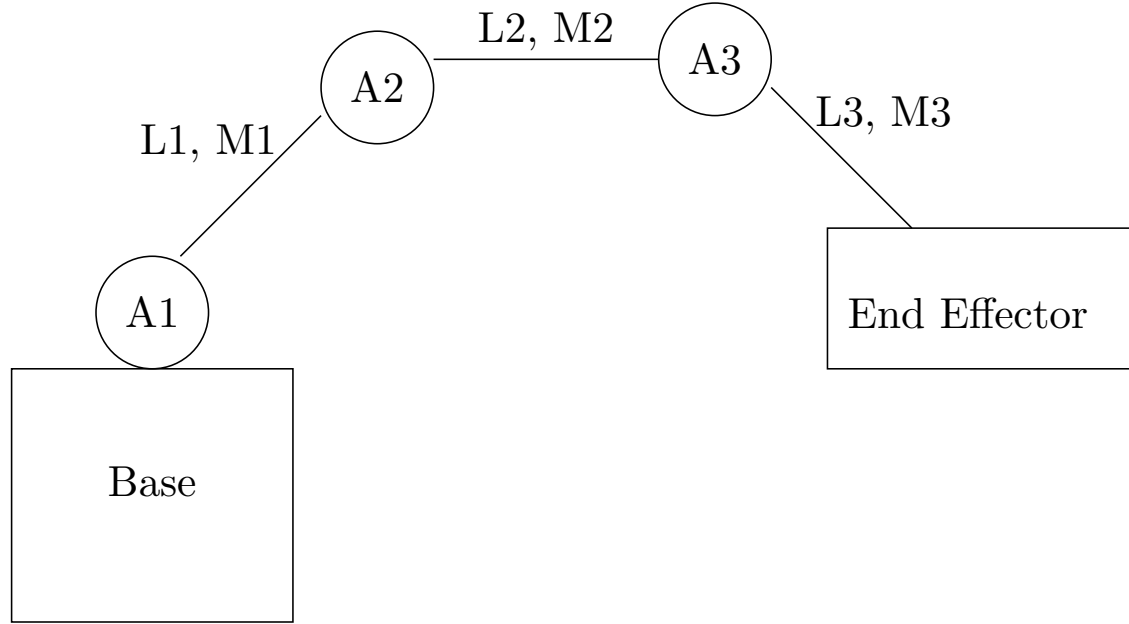 L2, M2
A2
A3
L1, M1
L3, M3
A1
End Effector
Base